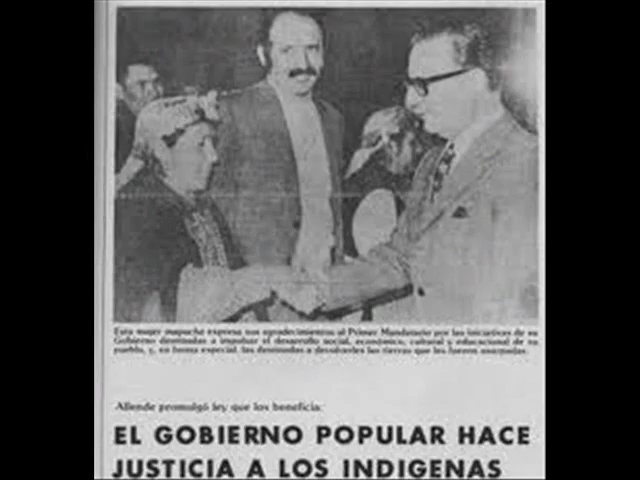 Esta mujer mapuche expresa sus agradecimientos al Primer Mandatario por las iniciativas de su
Gobierno destinadas a impulsar el desarrollo social, económico, cultural y educacional de su
pueblo, y, en forma especial, las destinadas a devolverles las tierras que les fueron usurpadas.
Allende promulgó ley que los beneficia:
EL GOBIERNO POPULAR HACE
JUSTICIA A LOS INDIGENAS